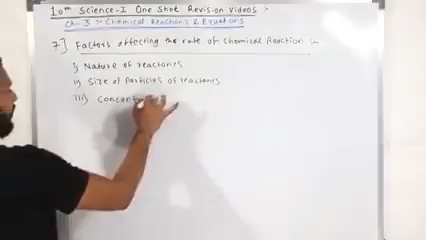 10th Science-I One Shot Revision Videos :-
Ch-3 :- Chemical Reactions & Equations
7] Factors affecting the rate of Chemical Reaction :-
i) Nature of reactants
ii) Size of Particles of reactants
iii)